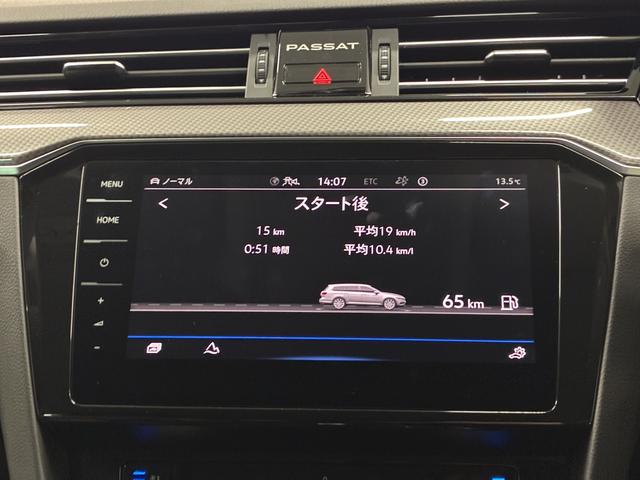 PASSAT
MENU
HOME
ノーマル 14:07 ETC 3 13.5℃
< スタート後 >
15 km 平均19 km/h
0:51 時間 平均10.4 km/l
65 km
+
-